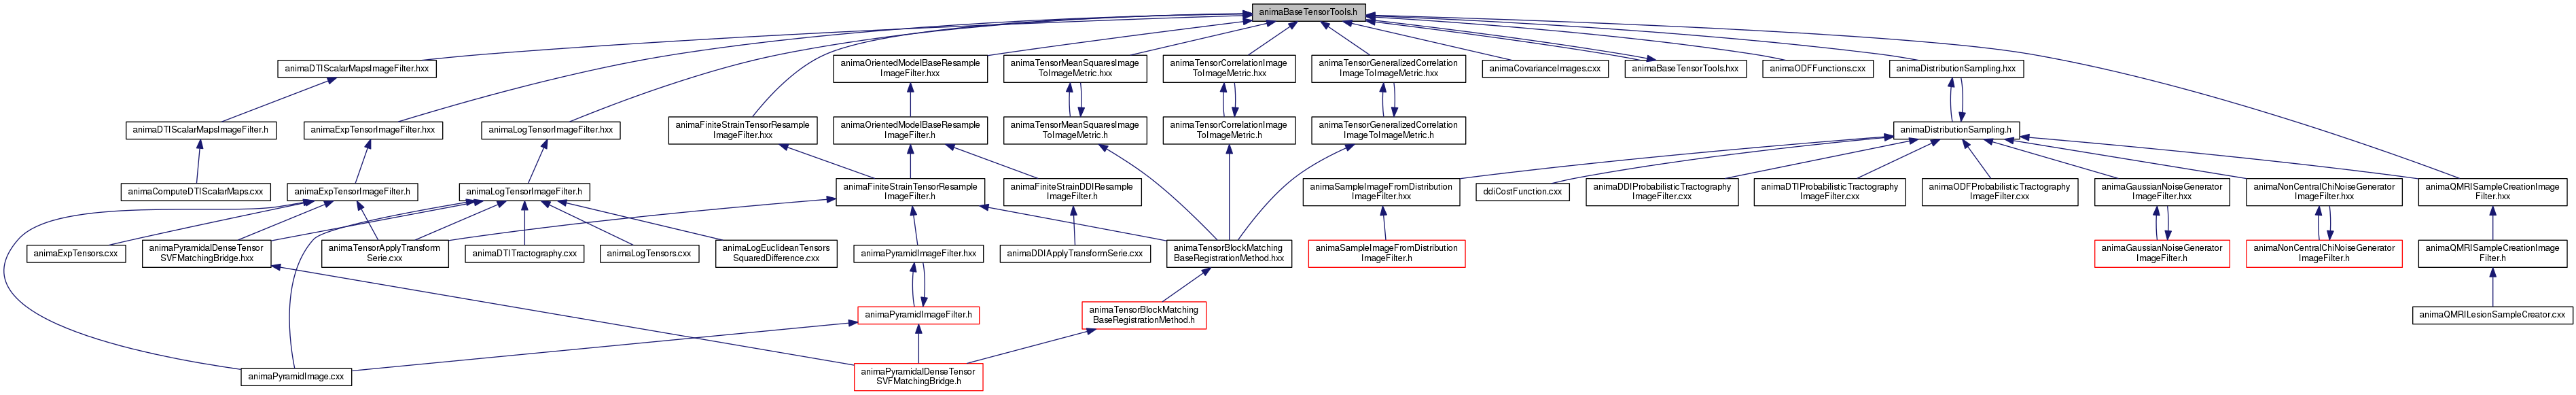 animaBaseTensorTools.h
animaDTIScalarMapsImageFilter.hxx
animaOrientedModelBaseResample
ImageFilter.hxx
animaTensorMeanSquaresImage
ToImageMetric.hxx
animaTensorCorrelationImage
ToImageMetric.hxx
animaTensorGeneralizedCorrelation
ImageToImageMetric.hxx
animaCovarianceImages.cxx
animaBaseTensorTools.hxx
animaODFFunctions.cxx
animaDistributionSampling.hxx
animaDTIScalarMapsImageFilter.h
animaExpTensorImageFilter.hxx
animaLogTensorImageFilter.hxx
animaFiniteStrainTensorResample
ImageFilter.hxx
animaOrientedModelBaseResample
ImageFilter.h
animaTensorMeanSquaresImage
ToImageMetric.h
animaTensorCorrelationImage
ToImageMetric.h
animaTensorGeneralizedCorrelation
ImageToImageMetric.h
animaDistributionSampling.h
animaComputeDTIScalarMaps.cxx
animaExpTensorImageFilter.h
animaLogTensorImageFilter.h
animaFiniteStrainTensorResample
ImageFilter.h
animaFiniteStrainDDIResample
ImageFilter.h
animaSampleImageFromDistribution
ImageFilter.hxx
ddiCostFunction.cxx
animaDDIProbabilisticTractography
ImageFilter.cxx
animaDTIProbabilisticTractography
ImageFilter.cxx
animaODFProbabilisticTractography
ImageFilter.cxx
animaGaussianNoiseGenerator
ImageFilter.hxx
animaNonCentralChiNoiseGenerator
ImageFilter.hxx
animaQMRISampleCreationImage
Filter.hxx
animaExpTensors.cxx
animaPyramidalDenseTensor
SVFMatchingBridge.hxx
animaTensorApplyTransform
Serie.cxx
animaDTITractography.cxx
animaLogTensors.cxx
animaLogEuclideanTensors
SquaredDifference.cxx
animaPyramidImageFilter.hxx
animaDDIApplyTransformSerie.cxx
animaTensorBlockMatching
BaseRegistrationMethod.hxx
animaSampleImageFromDistribution
ImageFilter.h
animaGaussianNoiseGenerator
ImageFilter.h
animaNonCentralChiNoiseGenerator
ImageFilter.h
animaQMRISampleCreationImage
Filter.h
animaPyramidImageFilter.h
animaTensorBlockMatching
BaseRegistrationMethod.h
animaQMRILesionSampleCreator.cxx
animaPyramidImage.cxx
animaPyramidalDenseTensor
SVFMatchingBridge.h